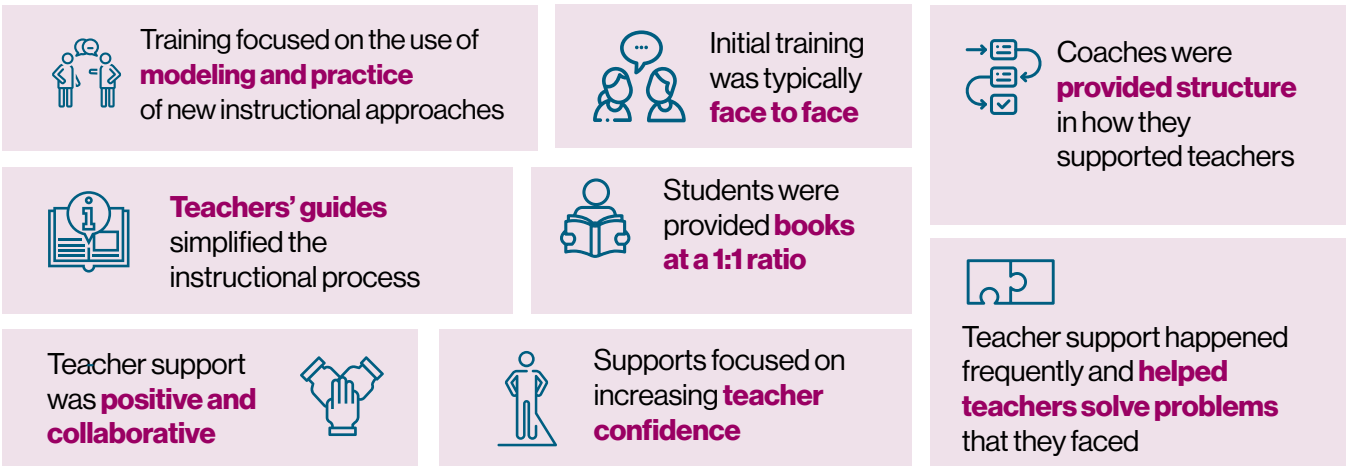 Training focused on the use of
modeling and practice
of new instructional approaches
Initial training
was typically
face to face
Coaches were
provided structure
in how they
supported teachers
Teachers’ guides
simplified the
instructional process
Students were
provided books
at a 1:1 ratio
Teacher support
was positive and
collaborative
Supports focused on
increasing teacher
confidence
Teacher support happened
frequently and helped
teachers solve problems
that they faced